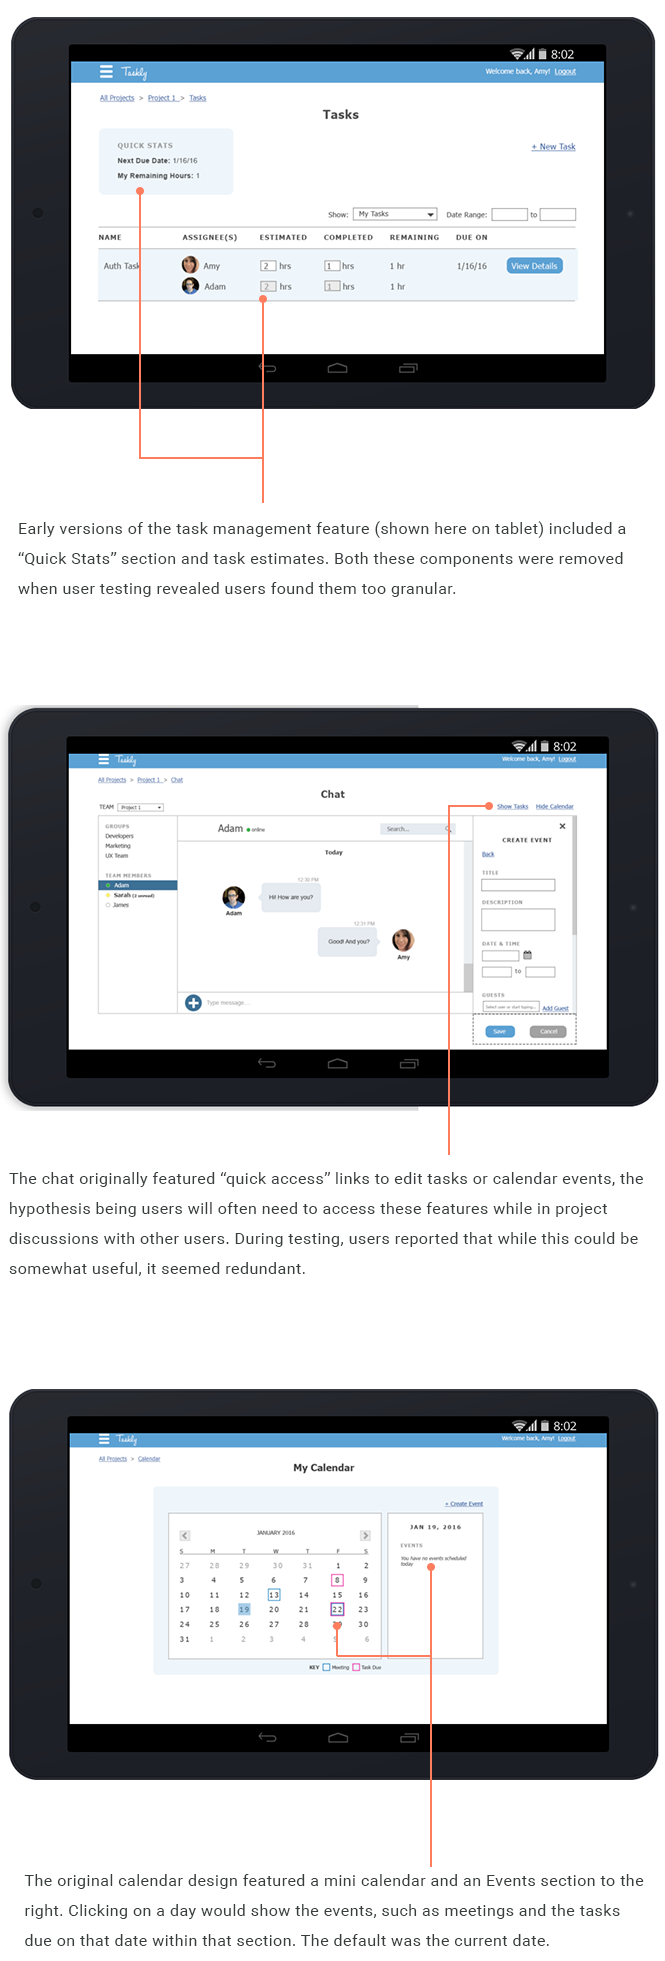 8:02
Taskly
Welcome back, Amy! Logout
All Projects > Project 1 > Tasks
Tasks
QUICK STATS
Next Due Date: 1/16/16
My Remaining Hours: 1
+ New Task
Show: My Tasks Date Range: to
NAME ASSIGNEE(S) ESTIMATED COMPLETED REMAINING DUE ON
Auth Task Amy 2 hrs 1 hrs 1 hr 1/16/16 View Details
Adam 2 hrs 1 hrs 1 hr
Early versions of the task management feature (shown here on tablet) included a
“Quick Stats” section and task estimates. Both these components were removed
when user testing revealed users found them too granular.
8:02
Taskly
Welcome back, Amy! Logout
All Projects > Project 1 > Chat
Chat
TEAM Project 1
Show Tasks Hide Calendar
GROUPS
Developers
Marketing
UX Team
TEAM MEMBERS
Adam
Sarah (2 unread)
James
Adam online
Search...
Today
12:30 PM
Hi! How are you?
Adam
12:31 PM
Good! And you?
Amy
Type message...
CREATE EVENT
Back
TITLE
DESCRIPTION
DATE & TIME
to
GUESTS
Select user or start typing... Add Guest
Save Cancel
The chat originally featured “quick access” links to edit tasks or calendar events, the
hypothesis being users will often need to access these features while in project
discussions with other users. During testing, users reported that while this could be
somewhat useful, it seemed redundant.
8:02
Taskly
Welcome back, Amy! Logout
All Projects > Calendar
My Calendar
+ Create Event
JANUARY 2016
S M T W T F S
27 28 29 30 31 1 2
3 4 5 6 7 8 9
10 11 12 13 14 15 16
17 18 19 20 21 22 23
24 25 26 27 28 29 30
31 1 2 3 4 5 6
KEY Meeting Task Due
JAN 19, 2016
EVENTS
You have no events scheduled
today
The original calendar design featured a mini calendar and an Events section to the
right. Clicking on a day would show the events, such as meetings and the tasks
due on that date within that section. The default was the current date.